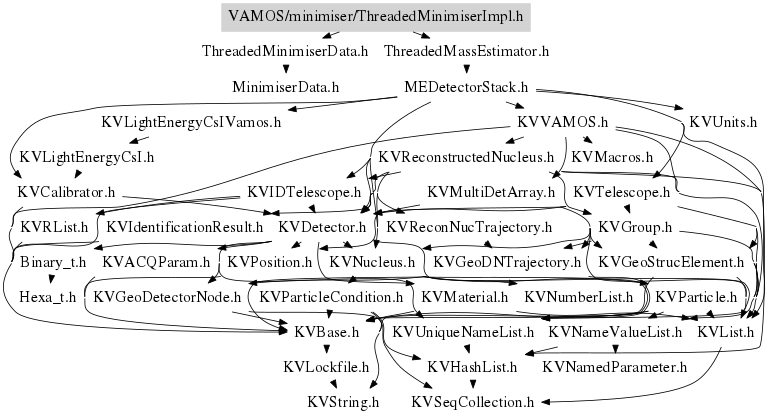 VAMOS/minimiser/ThreadedMinimiserImpl.h
ThreadedMinimiserData.h ThreadedMassEstimator.h
MinimiserData.h MEDetectorStack.h
KVLightEnergyCsIVamos.h KVVAMOS.h KVUnits.h
KVLightEnergyCsI.h KVReconstructedNucleus.h KVMacros.h
KVCalibrator.h KVIDTelescope.h KVMultiDetArray.h KVTelescope.h
KVRList.h KVIdentificationResult.h KVDetector.h KVReconNucTrajectory.h KVGroup.h
Binary_t.h KVACQParam.h KVPosition.h KVNucleus.h KVGeoDNTrajectory.h KVGeoStrucElement.h
Hexa_t.h KVGeoDetectorNode.h KVParticleCondition.h KVMaterial.h KVNumberList.h KVParticle.h
KVBase.h KVUniqueNameList.h KVNameValueList.h KVList.h
KVLockfile.h KVHashList.h KVNamedParameter.h
KVString.h KVSeqCollection.h